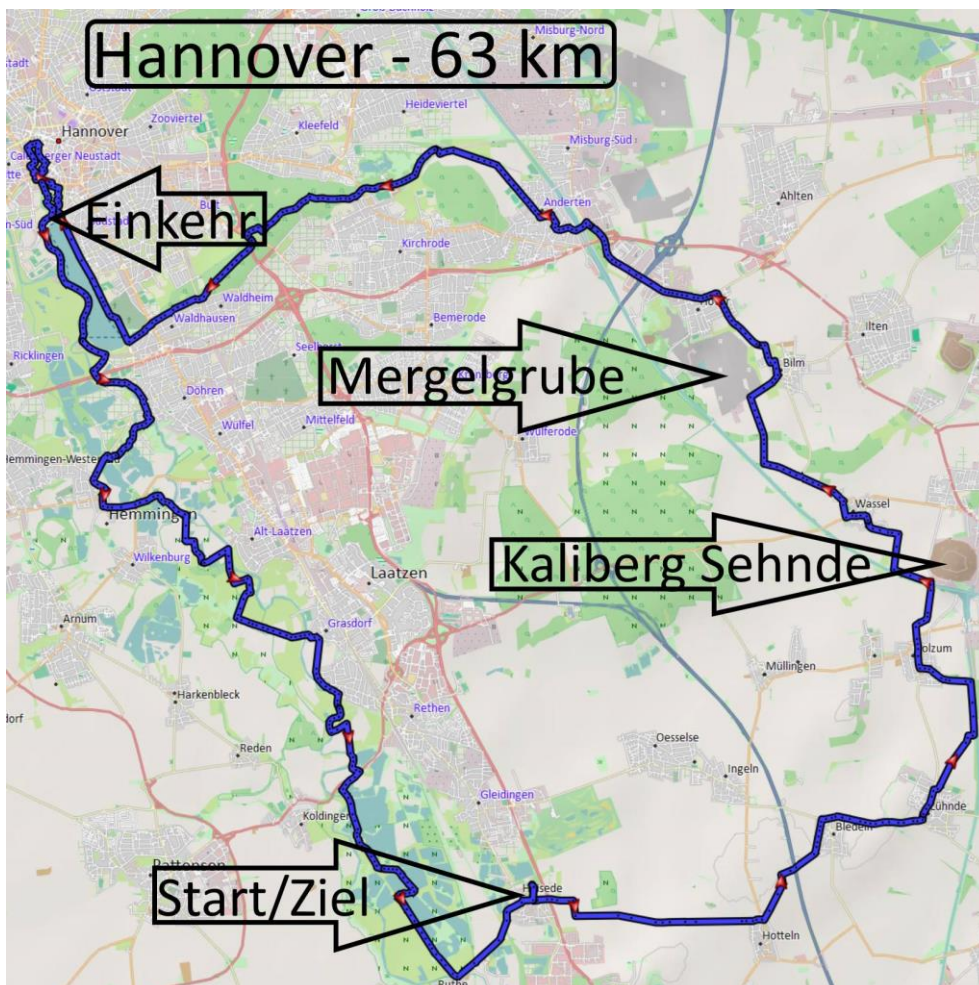 Misburg-Nord
Hannover - 63 km
Zooviertel
Heideviertel
Kleefeld
Hannover
Misburg-Süd
Ahlten
Anderten
Einkehr
Kirchrode
Waldheim
Bemerode
Waldhausen
Ilten
Ricklingen
Bilm
Mergelgrube
Döhren
Mittelfeld
Wülfel
Wülferode
Hemmingen
Wassel
Alt-Laatzen
Wilkenburg
Kaliberg Sehnde
Laatzen
Arnum
Grasdorf
Müllingen
Harkenbleck
Rethen
Reden
Oesselse
Ingeln
Gleidingen
Koldingen
Start/Ziel
Hotteln